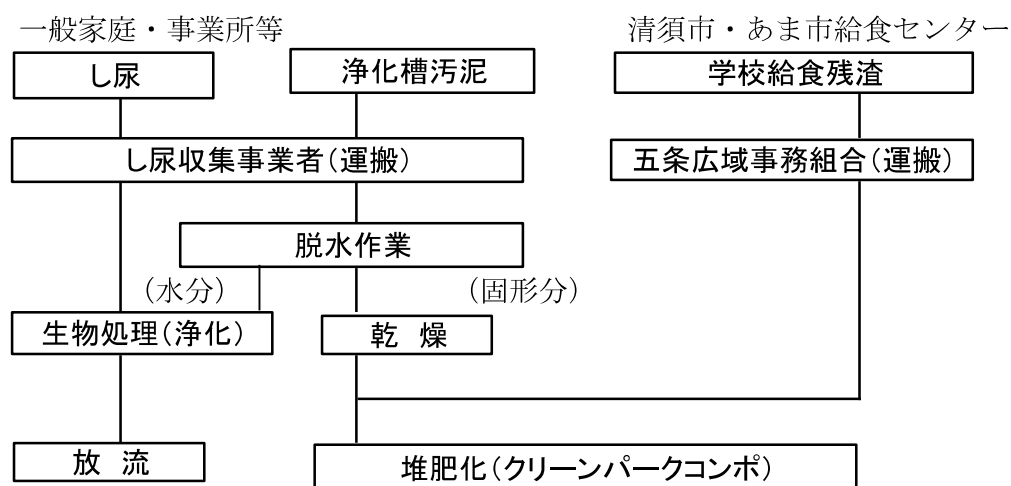 一般家庭・事業所等
清須市・あま市給食センター
し尿
浄化槽汚泥
学校給食残渣
し尿収集事業者(運搬)
五条広域事務組合(運搬)
脱水作業
(水分)
(固形分)
生物処理(浄化)
乾 燥
放 流
堆肥化(クリーンパークコンポ)